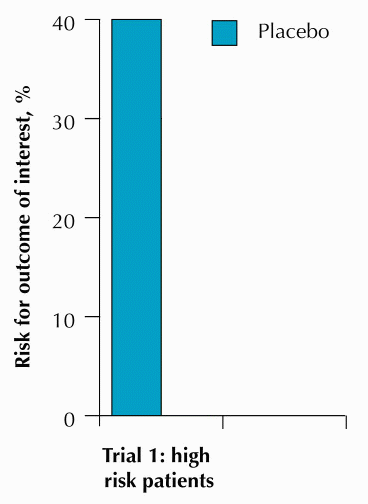 Placebo
Risk for outcome of interest, %
40
30
20
10
0
Trial 1: high
risk patients